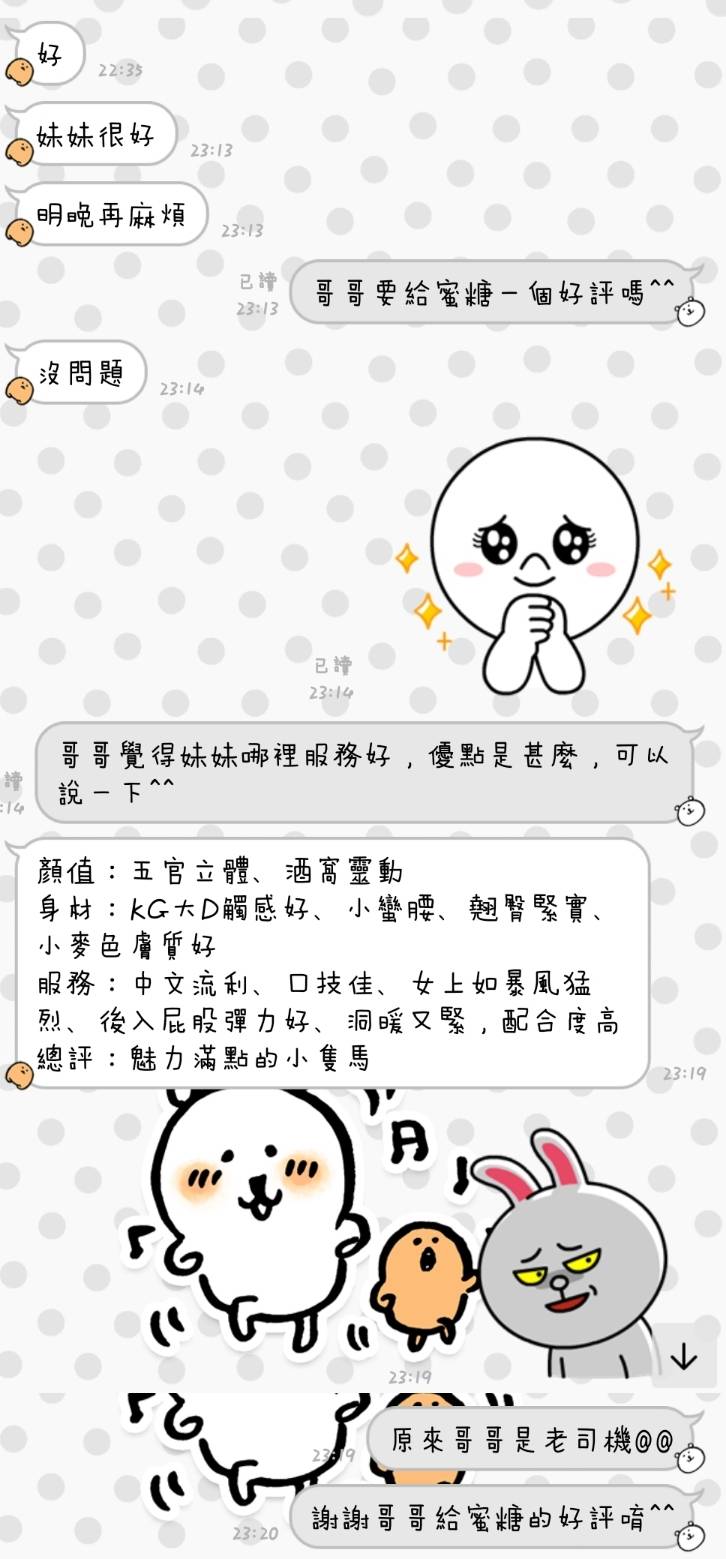 好
22:35
妹妹很好
23:13
明晚再麻煩
23:13
已讀
23:13
哥哥要給蜜糖一個好評嗎^^
沒問題
23:14
已讀
23:14
讀
:14
哥哥覺得妹妹哪裡服務好，優點是甚麼，可以
說一下^^
顏值：五官立體、酒窩靈動
身材：KG大D觸感好、小蠻腰、翹臀緊實、
小麥色膚質好
服務：中文流利、口技佳、女上如暴風猛
烈、後入屁股彈力好、洞暖又緊，配合度高
總評：魅力滿點的小隻馬
23:19
23:19
原來哥哥是老司機@@
23:19
謝謝哥哥給蜜糖的好評唷^^
23:20